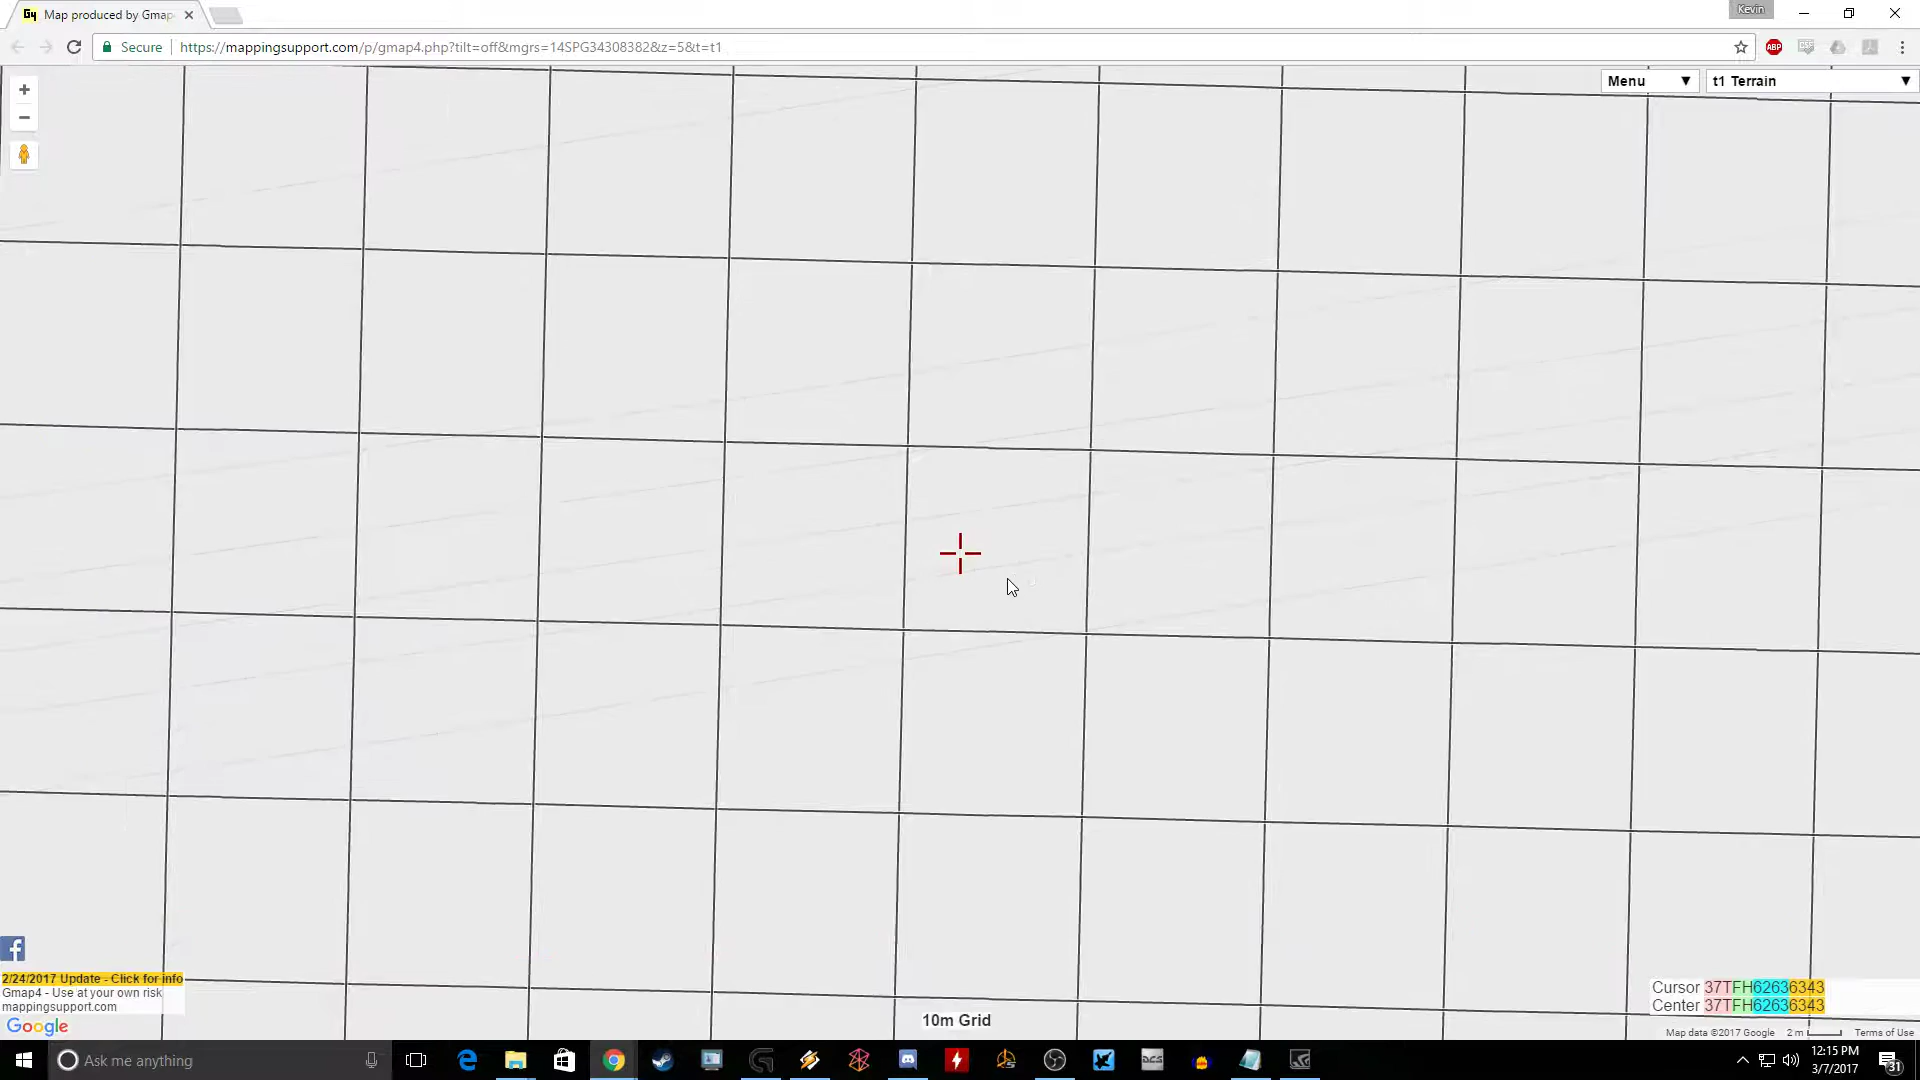 G4 Map produced by Gmap
Kevin
Secure https://mappingsupport.com/p/gmap4.php?tilt=off&mgrs=14SPG34308382&z=5&t=t1
ABP
+
−
Menu ▼
t1 Terrain ▼
2/24/2017 Update - Click for info
Gmap4 - Use at your own risk
mappingsupport.com
Google
10m Grid
Cursor 37TFH62636343
Center 37TFH62636343
Map data ©2017 Google 2 m Terms of Use
Ask me anything
DCS
12:15 PM
3/7/2017
31